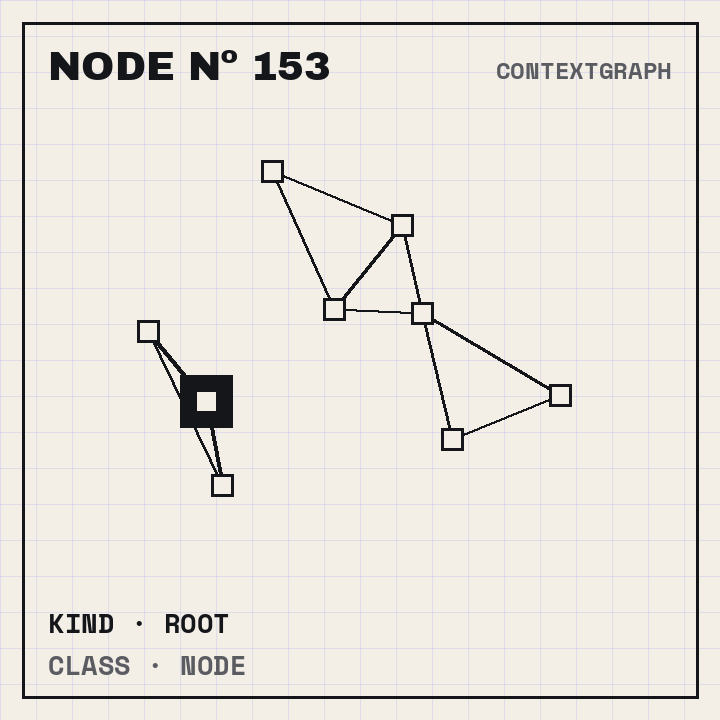 NODE Nº 153
CONTEXTGRAPH
KIND · ROOT
CLASS · NODE